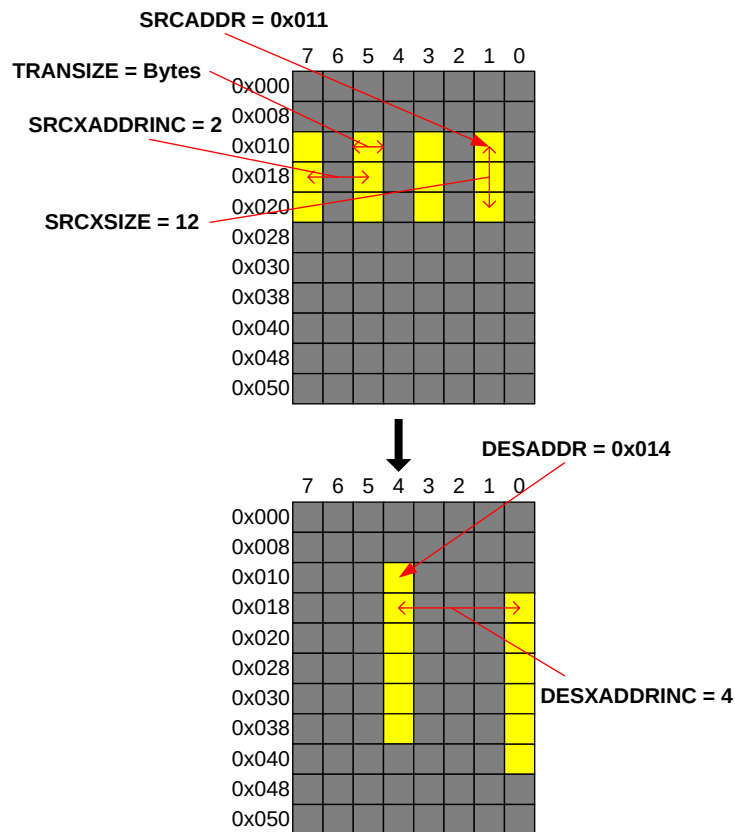 SRCADDR = 0x011
7 6 5 4 3 2 1 0
TRANSIZE = Bytes
0x000
0x008
SRCXADDRINC = 2
0x010
0x018
0x020
SRCXSIZE = 12
0x028
0x030
0x038
0x040
0x048
0x050
DESADDR = 0x014
7 6 5 4 3 2 1 0
0x000
0x008
0x010
0x018
0x020
0x028
0x030
DESXADDRINC = 4
0x038
0x040
0x048
0x050